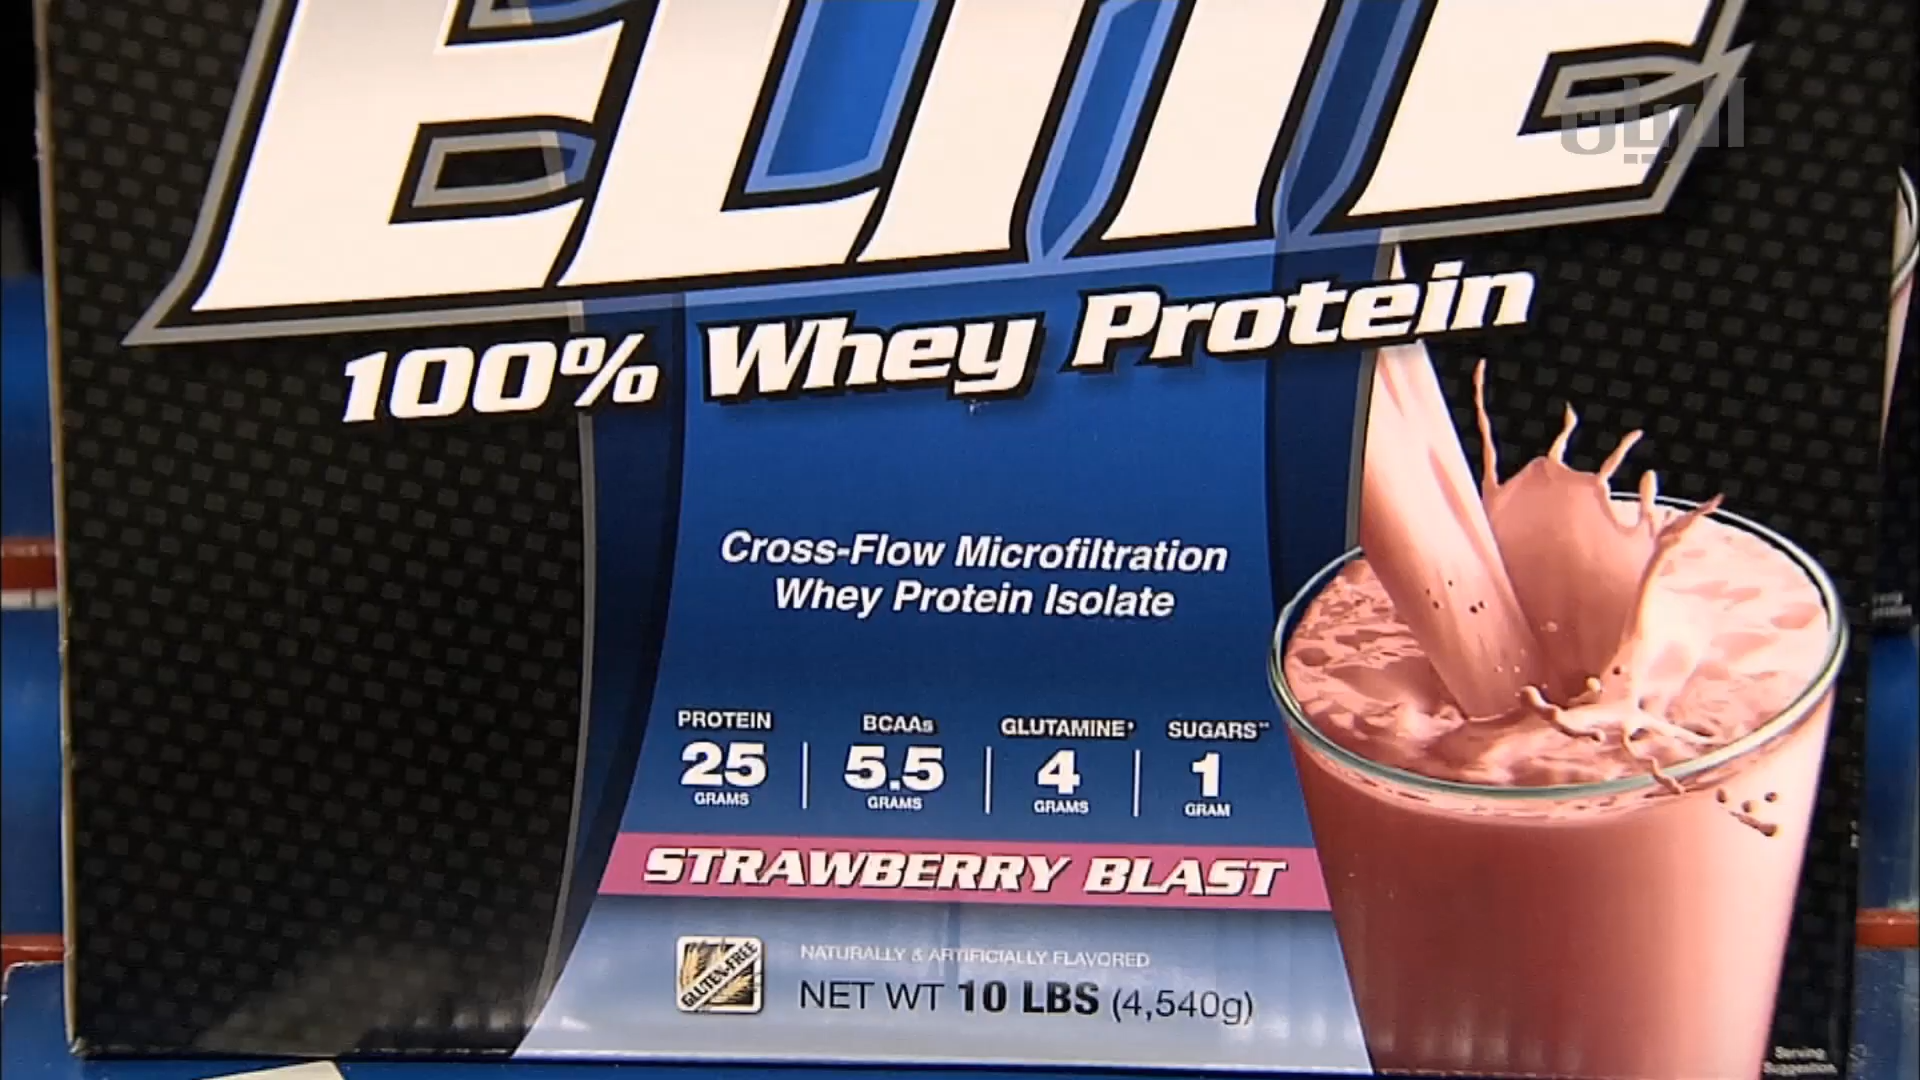 ELITE
الريان
100% Whey Protein
Cross-Flow Microfiltration
Whey Protein Isolate
PROTEIN
25
GRAMS
BCAAs
5.5
GRAMS
GLUTAMINE*
4
GRAMS
SUGARS**
1
GRAM
STRAWBERRY BLAST
GLUTEN-FREE
NATURALLY & ARTIFICIALLY FLAVORED
NET WT 10 LBS (4,540g)
Serving
Suggestion